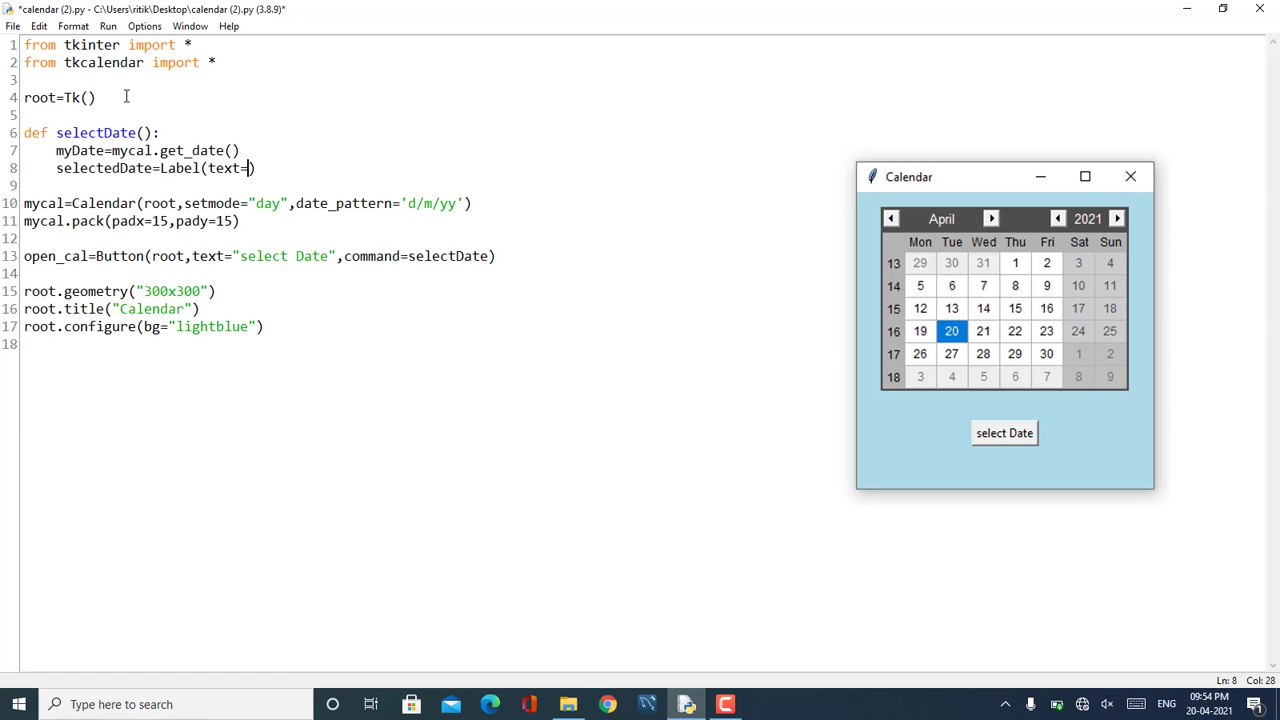 *calendar (2).py - C:\Users\ritik\Desktop\calendar (2).py (3.8.9)*
File Edit Format Run Options Window Help
1 from tkinter import *
2 from tkcalendar import *
3
4 root=Tk()
5
6 def selectDate():
7 myDate=mycal.get_date()
8 selectedDate=Label(text=)
9
10 mycal=Calendar(root,setmode="day",date_pattern='d/m/yy')
11 mycal.pack(padx=15,pady=15)
12
13 open_cal=Button(root,text="select Date",command=selectDate)
14
15 root.geometry("300x300")
16 root.title("Calendar")
17 root.configure(bg="lightblue")
18
Calendar
April 2021
Mon Tue Wed Thu Fri Sat Sun
13 29 30 31 1 2 3 4
14 5 6 7 8 9 10 11
15 12 13 14 15 16 17 18
16 19 20 21 22 23 24 25
17 26 27 28 29 30 1 2
18 3 4 5 6 7 8 9
select Date
Ln: 8 Col: 28
Type here to search
ENG
09:54 PM
20-04-2021
1